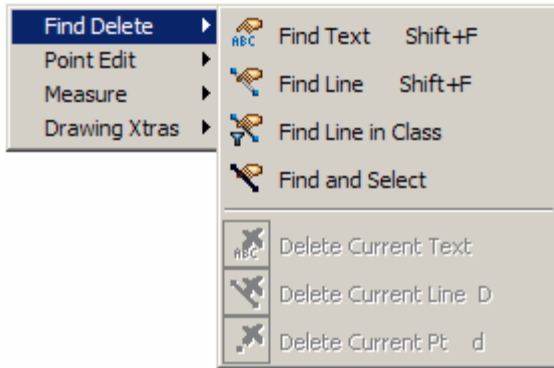 Find Delete
Point Edit
Measure
Drawing Xtras
ABC Find Text Shift+F
Find Line Shift+F
Find Line in Class
Find and Select
ABC Delete Current Text
Delete Current Line D
Delete Current Pt d